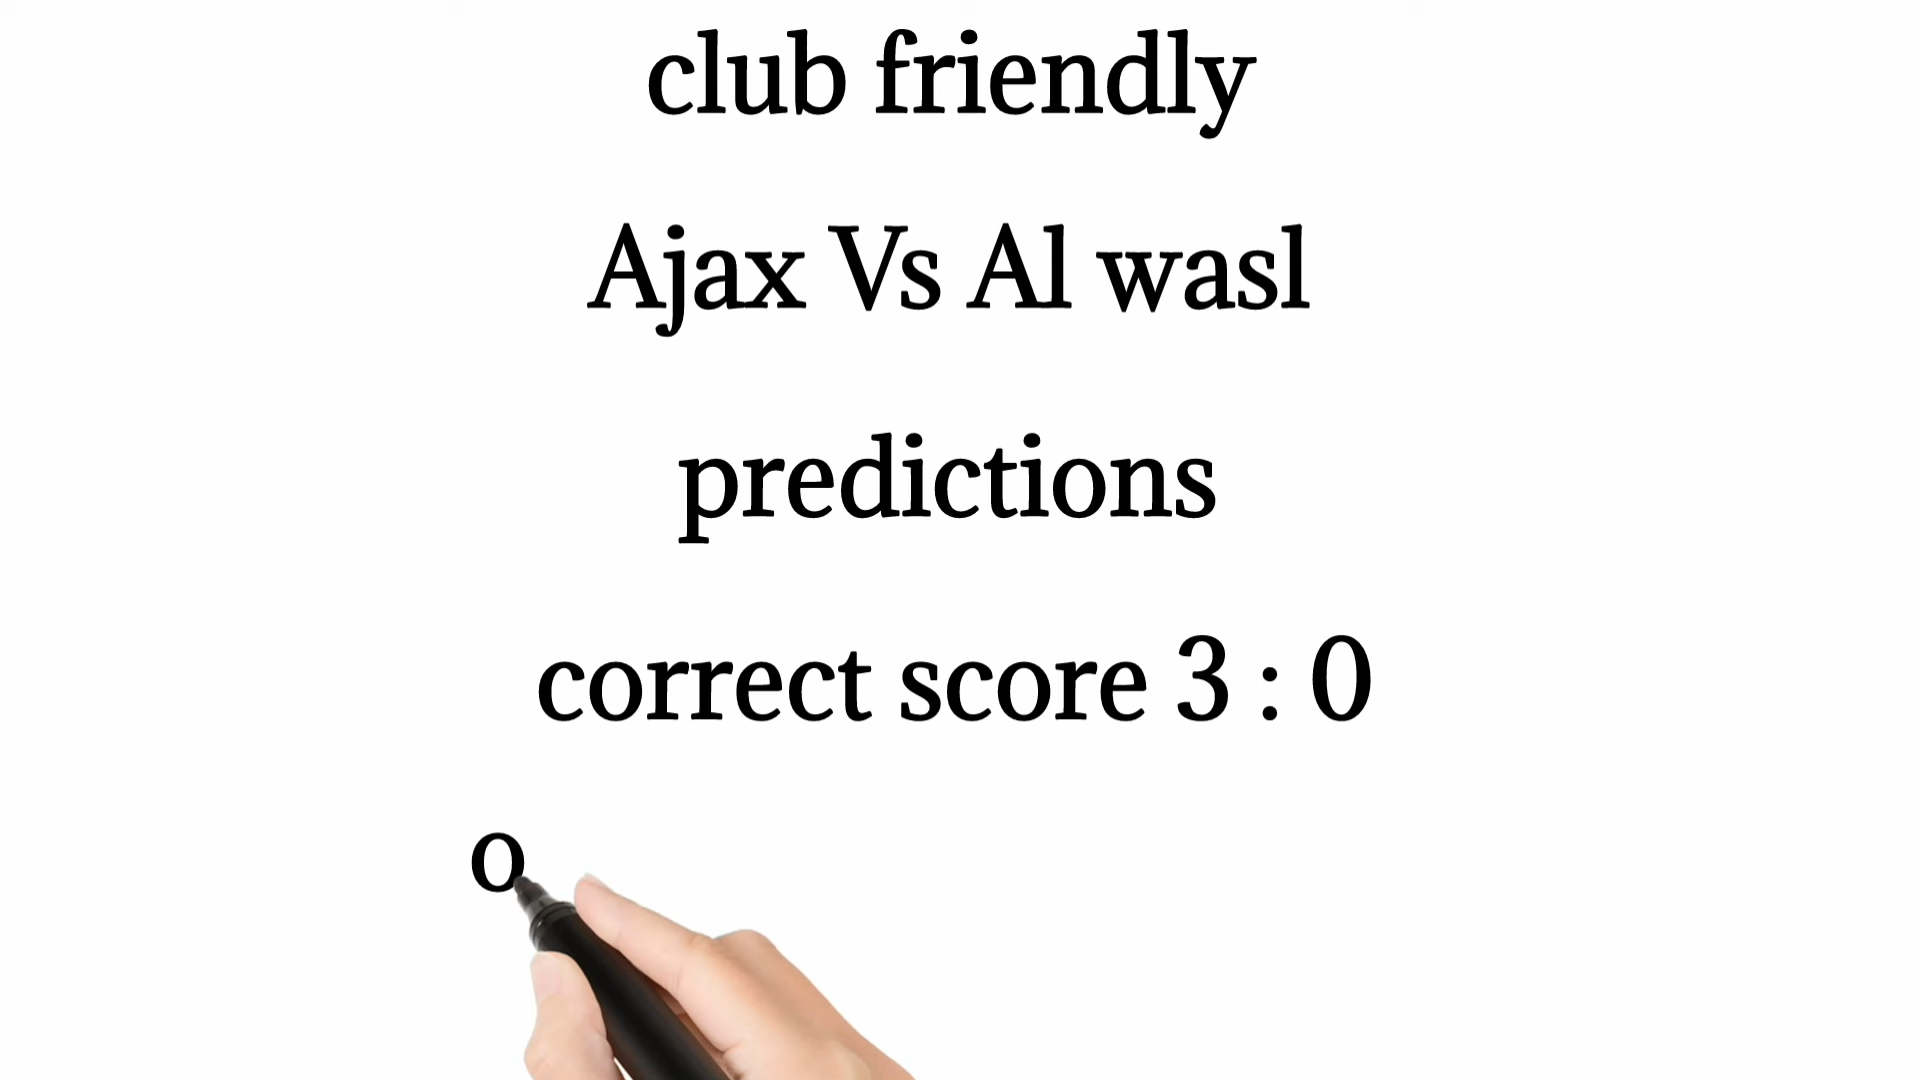 club friendly
Ajax Vs Al wasl
predictions
correct score 3 : 0
o